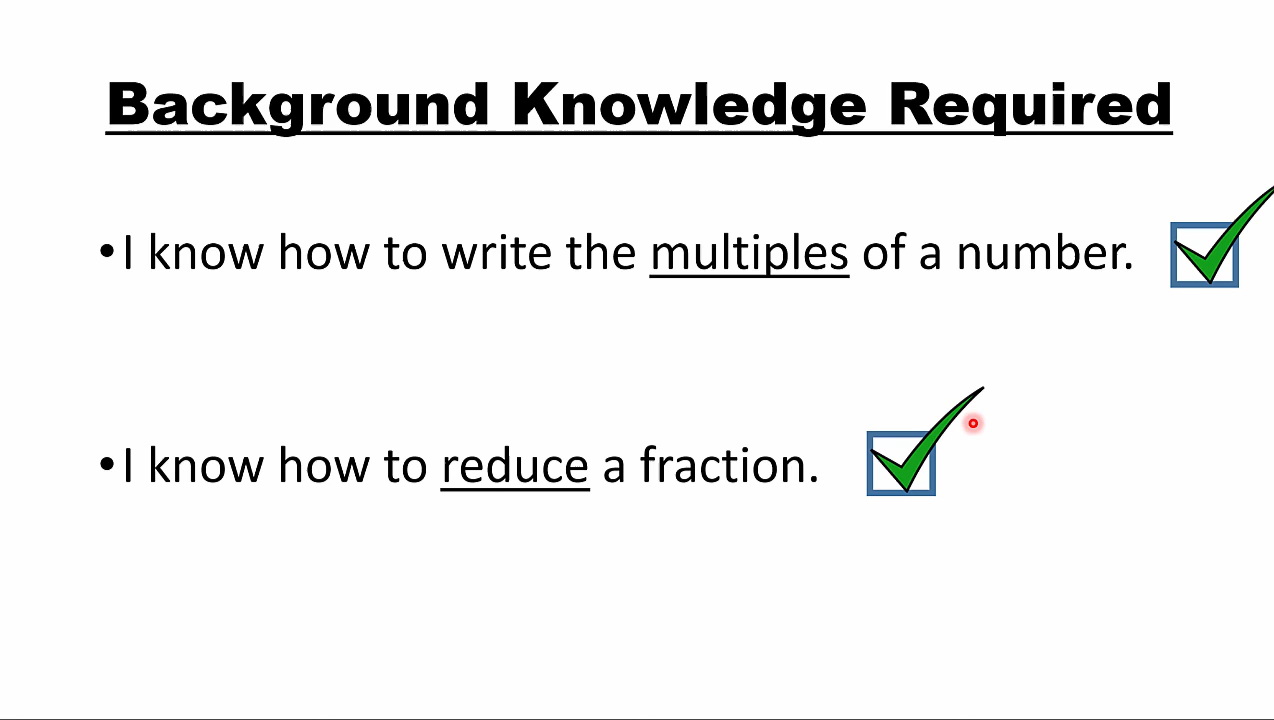 Background Knowledge Required
•I know how to write the multiples of a number.
•I know how to reduce a fraction.